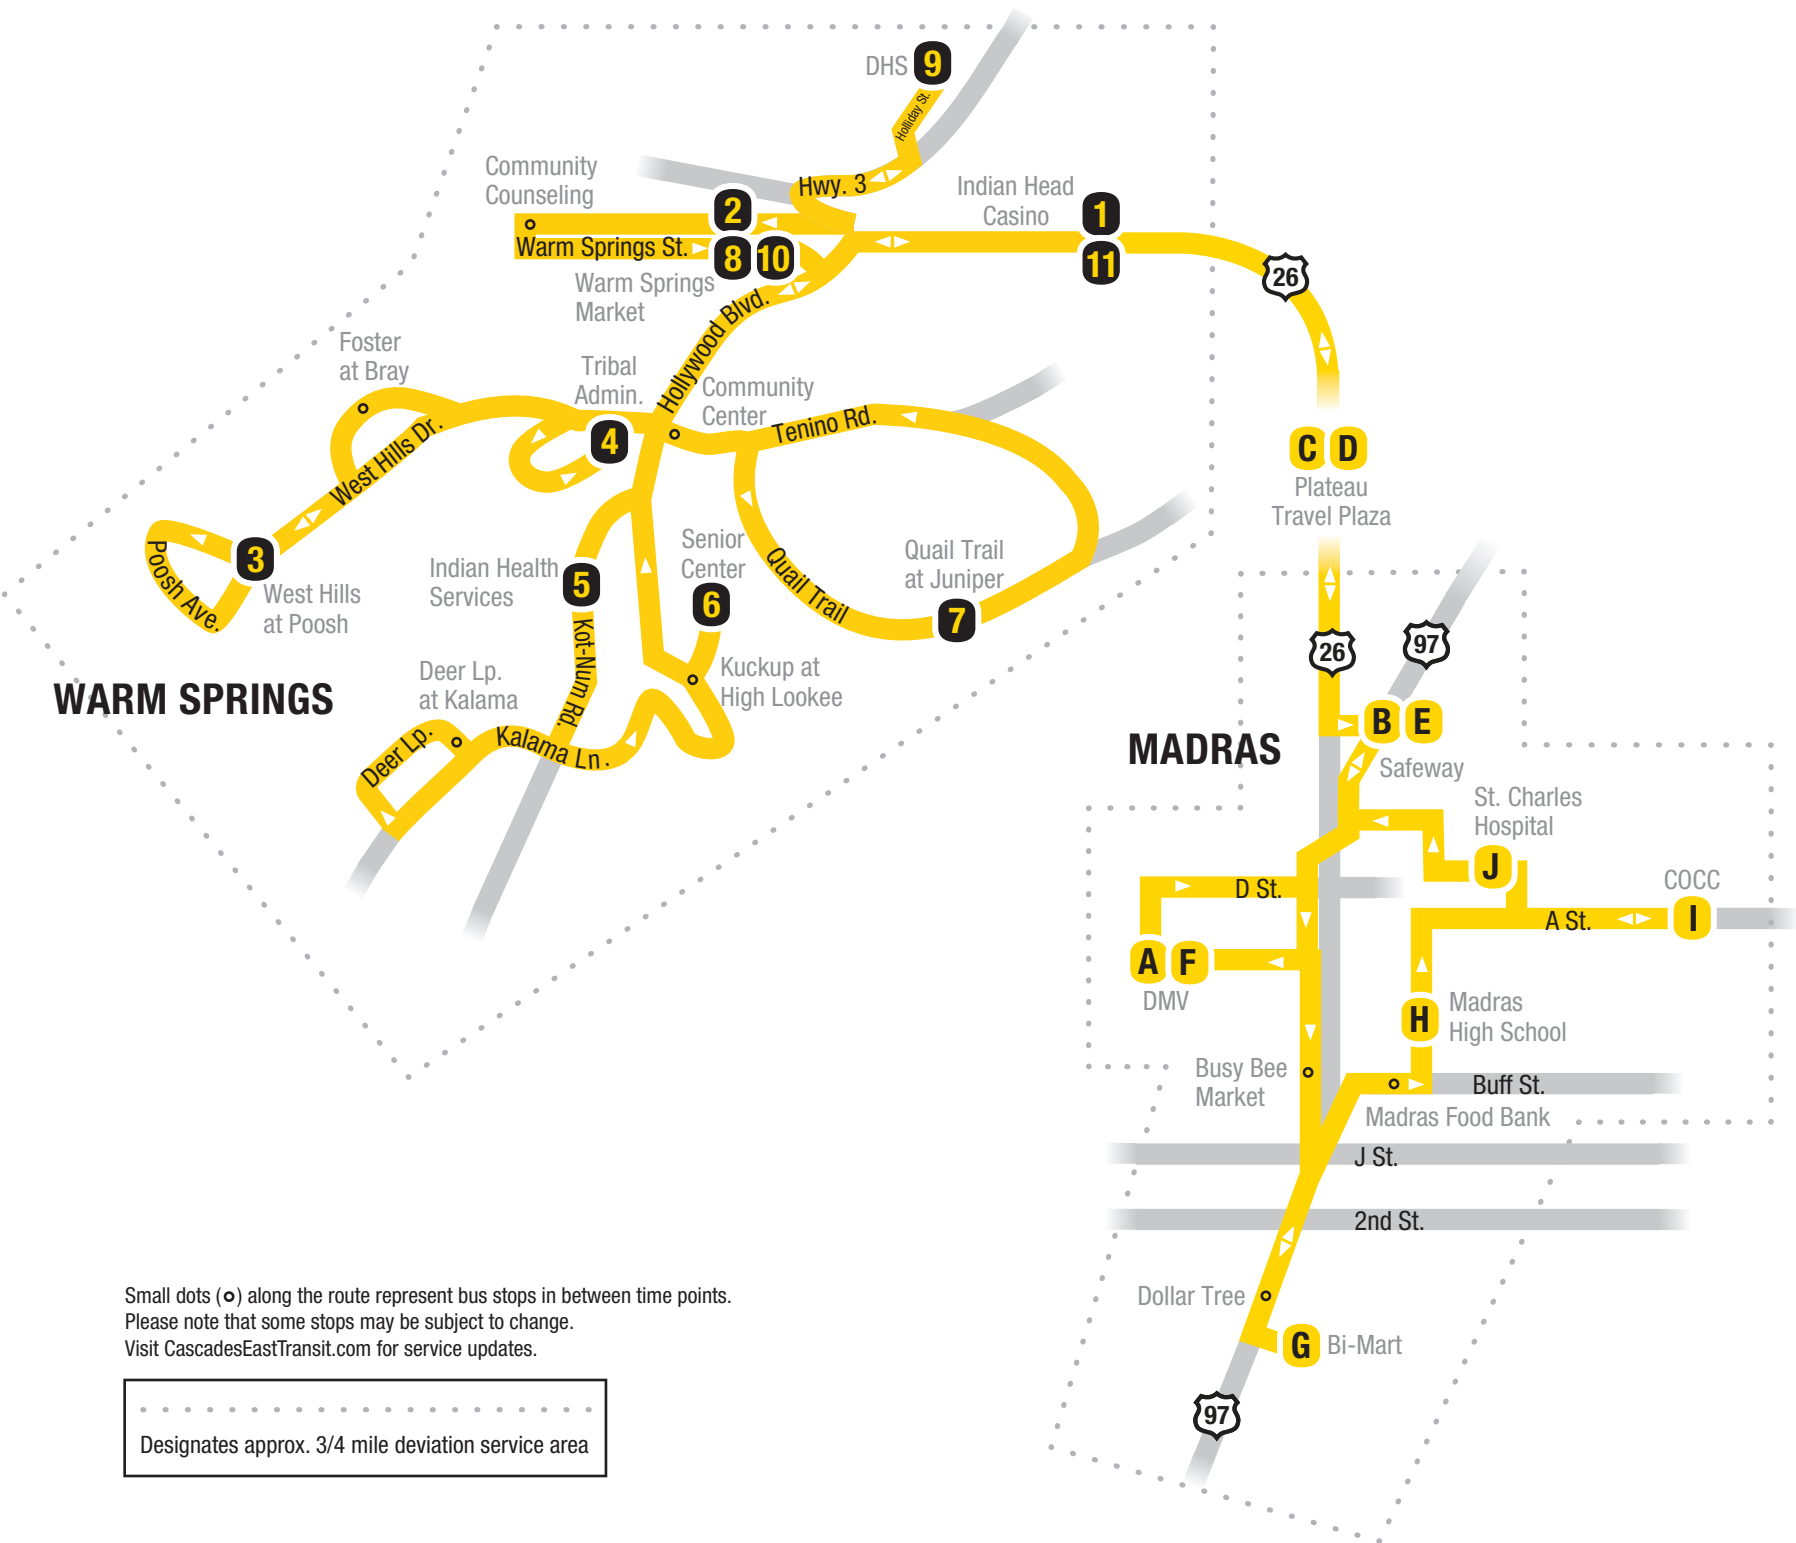 DHS 9
Holliday St.
Community
Counseling
Hwy. 3
Indian Head
Casino
1
2
Warm Springs St.
8 10
11
Warm Springs
Market
26
Hollywood Blvd.
Foster
at Bray
Tribal
Admin.
Community
Center
Tenino Rd.
4
C D
Plateau
Travel Plaza
West Hills Dr.
3
Poosh Ave.
West Hills
at Poosh
Indian Health
Services
5
Senior
Center
6
Quail Trail
Quail Trail
at Juniper
7
Kot-Num Rd.
Kuckup at
High Lookee
Deer Lp.
at Kalama
Deer Lp.
Kalama Ln.
WARM SPRINGS
26
97
B E
MADRAS
Safeway
St. Charles
Hospital
J
D St.
COCC
A St.
I
A F
DMV
H
Madras
High School
Busy Bee
Market
Buff St.
Madras Food Bank
J St.
2nd St.
Dollar Tree
G Bi-Mart
97
Small dots (o) along the route represent bus stops in between time points.
Please note that some stops may be subject to change.
Visit CascadesEastTransit.com for service updates.
Designates approx. 3/4 mile deviation service area